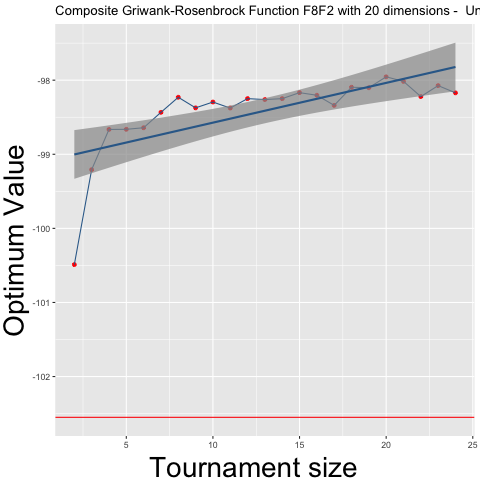 Composite Griwank-Rosenbrock Function F8F2 with 20 dimensions - Un
-98
-99
-100
-101
-102
Optimum Value
5 10 15 20 25
Tournament size